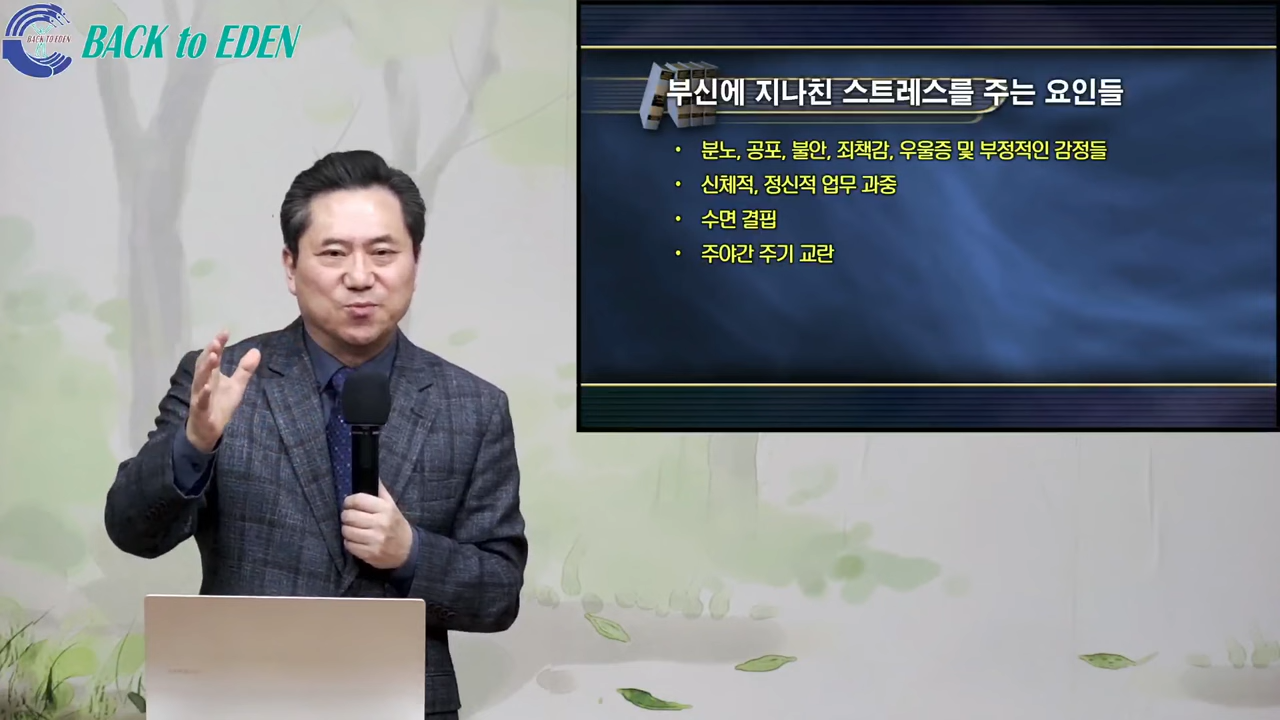 BACK TO EDEN
BACK to EDEN
부신에 지나친 스트레스를 주는 요인들
• 분노, 공포, 불안, 죄책감, 우울증 및 부정적인 감정들
• 신체적, 정신적 업무 과중
• 수면 결핍
• 주야간 주기 교란